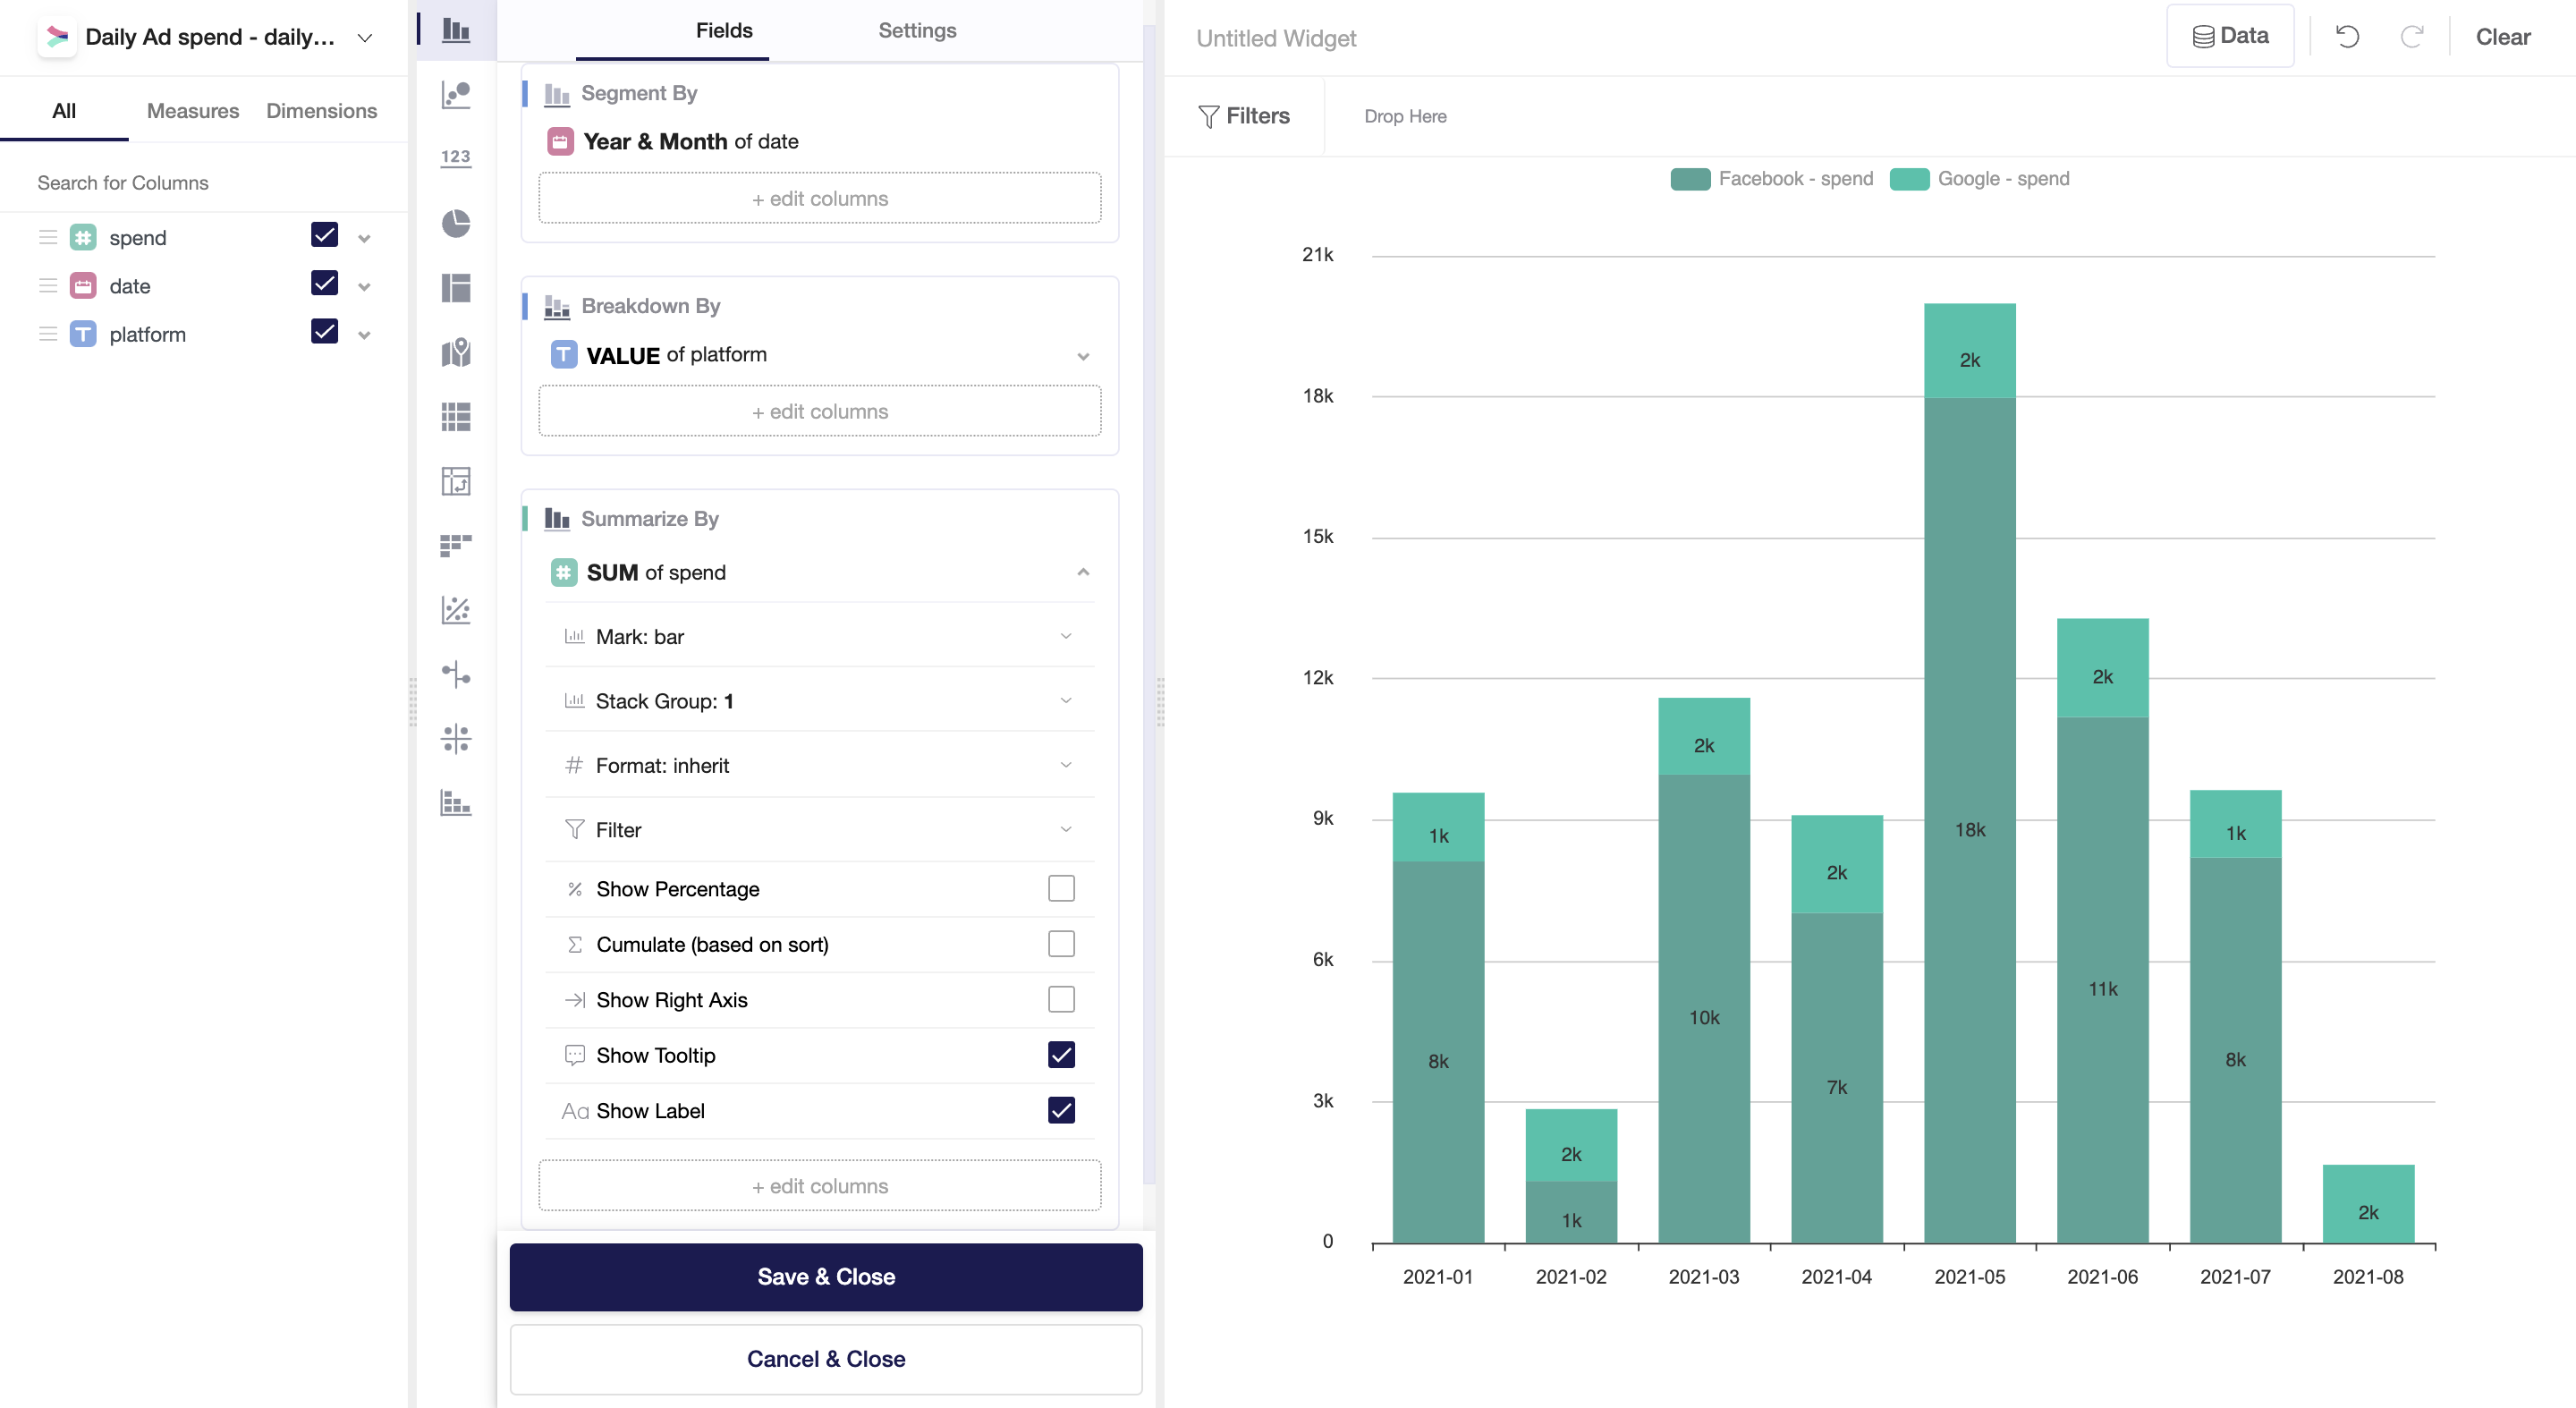 Daily Ad spend - daily...
All Measures Dimensions
Search for Columns
spend
date
T platform
123
Fields Settings
Segment By
Year & Month of date
+ edit columns
Breakdown By
T VALUE of platform
+ edit columns
Summarize By
# SUM of spend
Mark: bar
Stack Group: 1
# Format: inherit
Filter
% Show Percentage
Σ Cumulate (based on sort)
Show Right Axis
Show Tooltip
Aa Show Label
+ edit columns
Save & Close
Cancel & Close
Untitled Widget
Data
Clear
Filters
Drop Here
Facebook - spend Google - spend
21k
18k
15k
12k
9k
6k
3k
0
1k
8k
2k
1k
2k
10k
2k
7k
2k
18k
2k
11k
1k
8k
2k
2021-01 2021-02 2021-03 2021-04 2021-05 2021-06 2021-07 2021-08